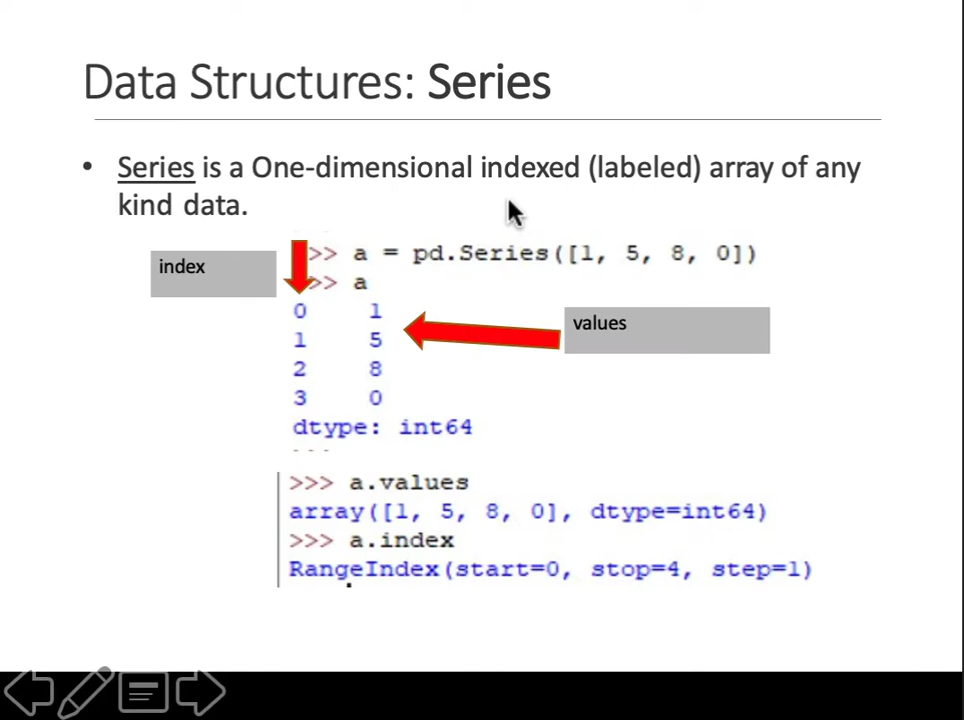 Data Structures: Series
• Series is a One-dimensional indexed (labeled) array of any
kind data.
index
>> a = pd.Series([1, 5, 8, 0])
>> a
0 1
values
1 5
2 8
3 0
dtype: int64
>>> a.values
array([1, 5, 8, 0], dtype=int64)
>>> a.index
RangeIndex(start=0, stop=4, step=1)